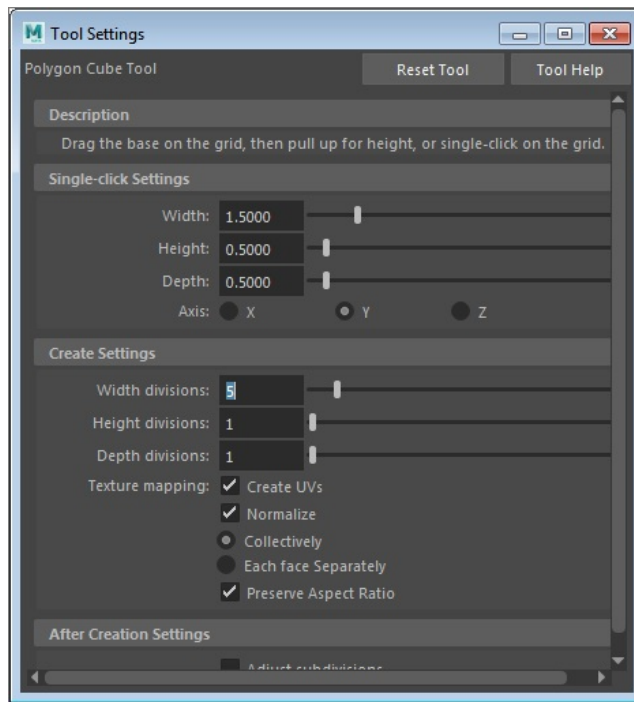 M Tool Settings
Polygon Cube Tool Reset Tool Tool Help
Description
Drag the base on the grid, then pull up for height, or single-click on the grid.
Single-click Settings
Width: 1.5000
Height: 0.5000
Depth: 0.5000
Axis: X Y Z
Create Settings
Width divisions: 5
Height divisions: 1
Depth divisions: 1
Texture mapping: Create UVs
Normalize
Collectively
Each face Separately
Preserve Aspect Ratio
After Creation Settings
Adjust subdivisions